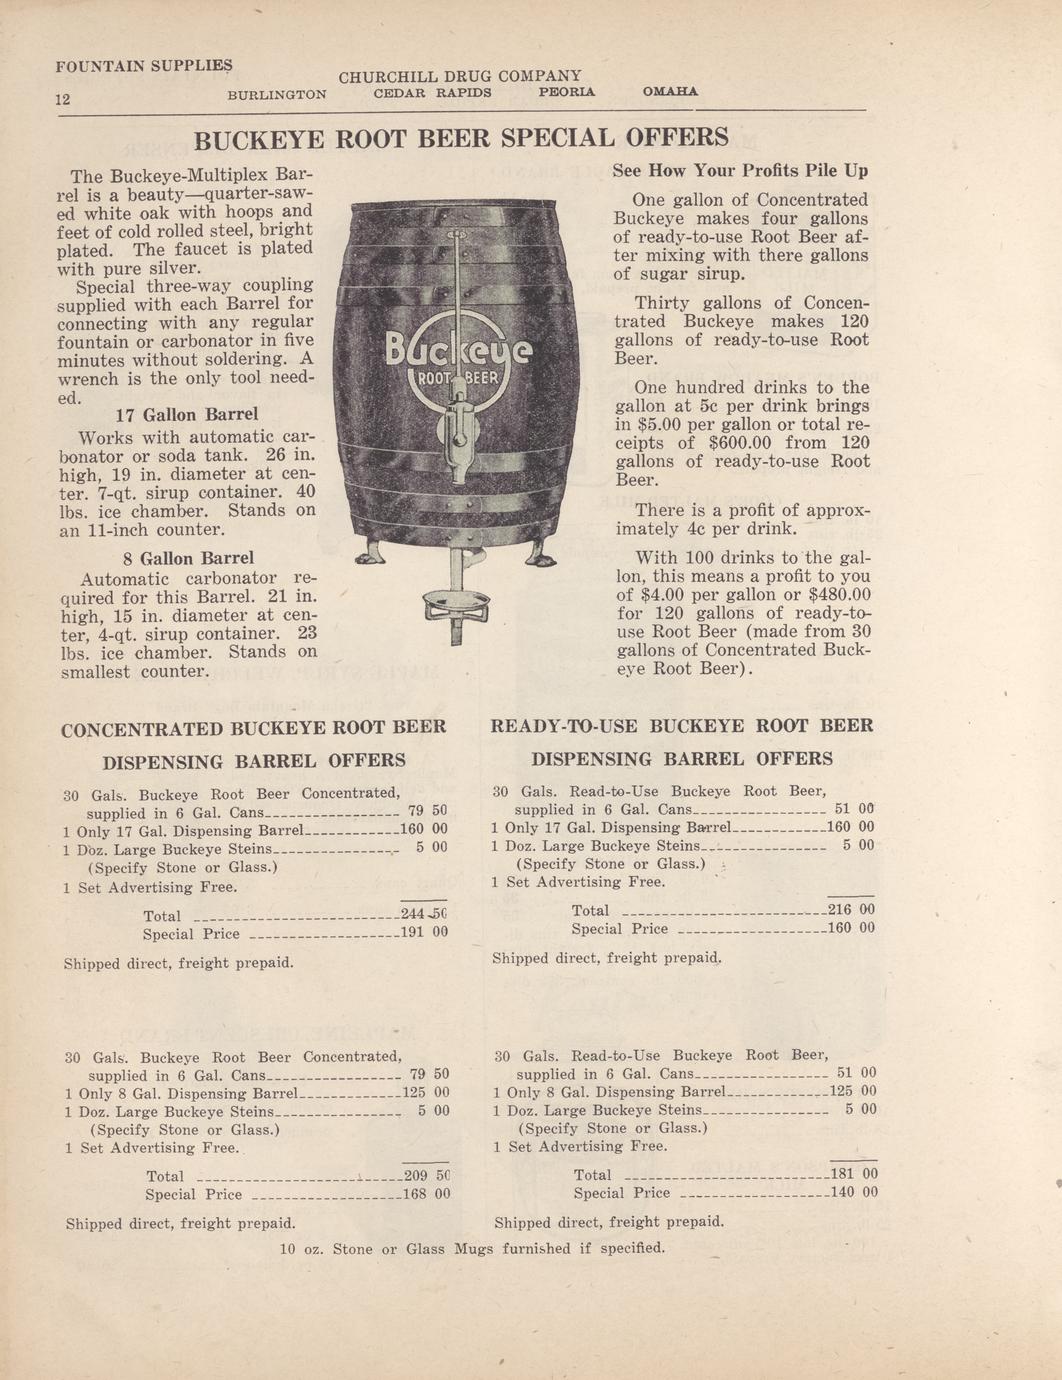 FOUNTAIN SUPPLIES
CHURCHILL DRUG COMPANY
12 BURLINGTON CEDAR RAPIDS PEORIA OMAHA
BUCKEYE ROOT BEER SPECIAL OFFERS
The Buckeye-Multiplex Bar-
rel is a beauty—quarter-saw-
ed white oak with hoops and
feet of cold rolled steel, bright
plated. The faucet is plated
with pure silver.
Special three-way coupling
supplied with each Barrel for
connecting with any regular
fountain or carbonator in five
minutes without soldering. A
wrench is the only tool need-
ed.
17 Gallon Barrel
Works with automatic car-
bonator or soda tank. 26 in.
high, 19 in. diameter at cen-
ter. 7-qt. sirup container. 40
lbs. ice chamber. Stands on
an 11-inch counter.
8 Gallon Barrel
Automatic carbonator re-
quired for this Barrel. 21 in.
high, 15 in. diameter at cen-
ter, 4-qt. sirup container. 23
lbs. ice chamber. Stands on
smallest counter.
Buckeye
ROOT BEER
See How Your Profits Pile Up
One gallon of Concentrated
Buckeye makes four gallons
of ready-to-use Root Beer af-
ter mixing with there gallons
of sugar sirup.
Thirty gallons of Concen-
trated Buckeye makes 120
gallons of ready-to-use Root
Beer.
One hundred drinks to the
gallon at 5c per drink brings
in $5.00 per gallon or total re-
ceipts of $600.00 from 120
gallons of ready-to-use Root
Beer.
There is a profit of approx-
imately 4c per drink.
With 100 drinks to the gal-
lon, this means a profit to you
of $4.00 per gallon or $480.00
for 120 gallons of ready-to-
use Root Beer (made from 30
gallons of Concentrated Buck-
eye Root Beer).
CONCENTRATED BUCKEYE ROOT BEER
DISPENSING BARREL OFFERS
30 Gals. Buckeye Root Beer Concentrated,
supplied in 6 Gal. Cans 79 50
1 Only 17 Gal. Dispensing Barrel 160 00
1 Doz. Large Buckeye Steins 5 00
(Specify Stone or Glass.)
1 Set Advertising Free.
Total 244 50
Special Price 191 00
Shipped direct, freight prepaid.
30 Gals. Buckeye Root Beer Concentrated,
supplied in 6 Gal. Cans 79 50
1 Only 8 Gal. Dispensing Barrel 125 00
1 Doz. Large Buckeye Steins 5 00
(Specify Stone or Glass.)
1 Set Advertising Free.
Total 209 50
Special Price 168 00
Shipped direct, freight prepaid.
READY-TO-USE BUCKEYE ROOT BEER
DISPENSING BARREL OFFERS
30 Gals. Read-to-Use Buckeye Root Beer,
supplied in 6 Gal. Cans 51 00
1 Only 17 Gal. Dispensing Barrel 160 00
1 Doz. Large Buckeye Steins 5 00
(Specify Stone or Glass.)
1 Set Advertising Free.
Total 216 00
Special Price 160 00
Shipped direct, freight prepaid.
30 Gals. Read-to-Use Buckeye Root Beer,
supplied in 6 Gal. Cans 51 00
1 Only 8 Gal. Dispensing Barrel 125 00
1 Doz. Large Buckeye Steins 5 00
(Specify Stone or Glass.)
1 Set Advertising Free.
Total 181 00
Special Price 140 00
Shipped direct, freight prepaid.
10 oz. Stone or Glass Mugs furnished if specified.